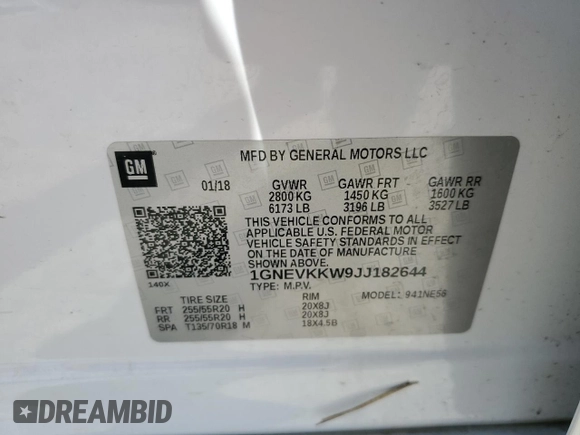 GM
MFD BY GENERAL MOTORS LLC
01/18 GVWR GAWR FRT GAWR RR
2800 KG 1450 KG 1600 KG
6173 LB 3196 LB 3527 LB
THIS VEHICLE CONFORMS TO ALL
APPLICABLE U.S. FEDERAL MOTOR
VEHICLE SAFETY STANDARDS IN EFFECT
ON THE DATE OF MANUFACTURE
SHOWN ABOVE.
140X
1GNEVKKW9JJ182644
TYPE: M.P.V. MODEL: 941NE58
TIRE SIZE RIM
FRT 255/55R20 H 20X8J
RR 255/55R20 H 20X8J
SPA T135/70R18 M 18X4.5B
DREAMBID